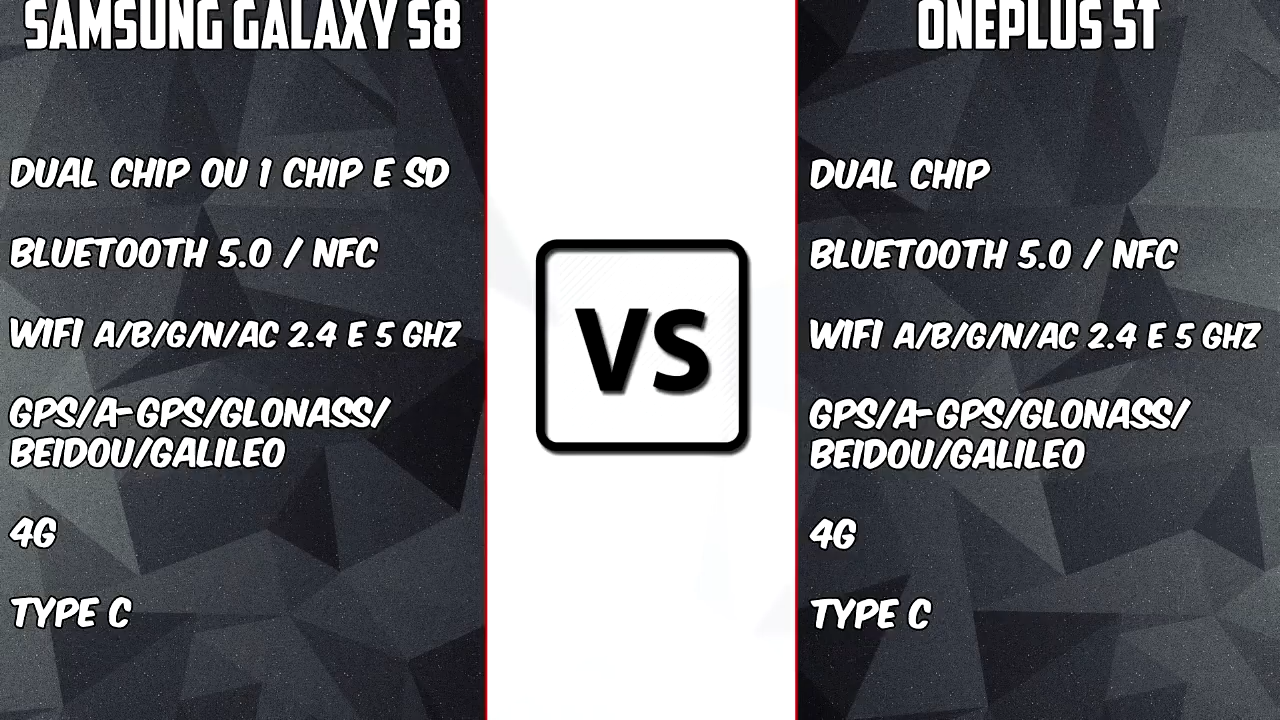 SAMSUNG GALAXY S8
DUAL CHIP OU 1 CHIP E SD
BLUETOOTH 5.0 / NFC
WIFI A/B/G/N/AC 2.4 E 5 GHZ
GPS/A-GPS/GLONASS/
BEIDOU/GALILEO
4G
TYPE C
VS
ONEPLUS 5T
DUAL CHIP
BLUETOOTH 5.0 / NFC
WIFI A/B/G/N/AC 2.4 E 5 GHZ
GPS/A-GPS/GLONASS/
BEIDOU/GALILEO
4G
TYPE C